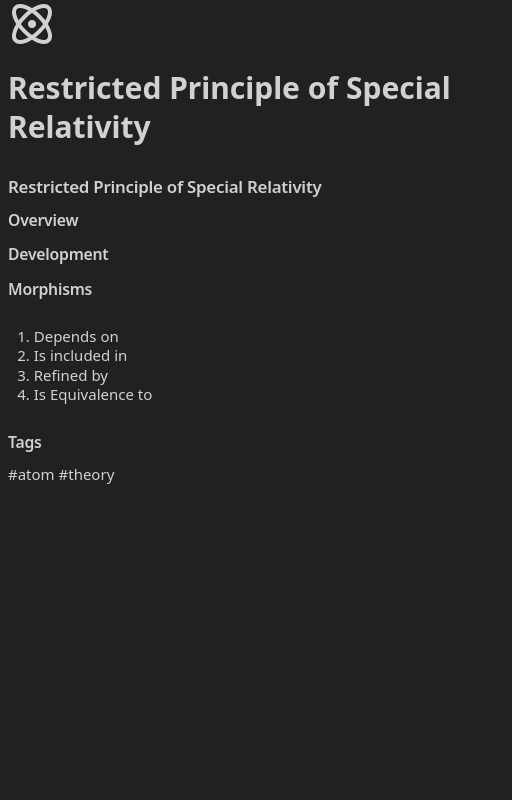 Restricted Principle of Special
Relativity
Restricted Principle of Special Relativity
Overview
Development
Morphisms
1. Depends on
2. Is included in
3. Refined by
4. Is Equivalence to
Tags
#atom #theory